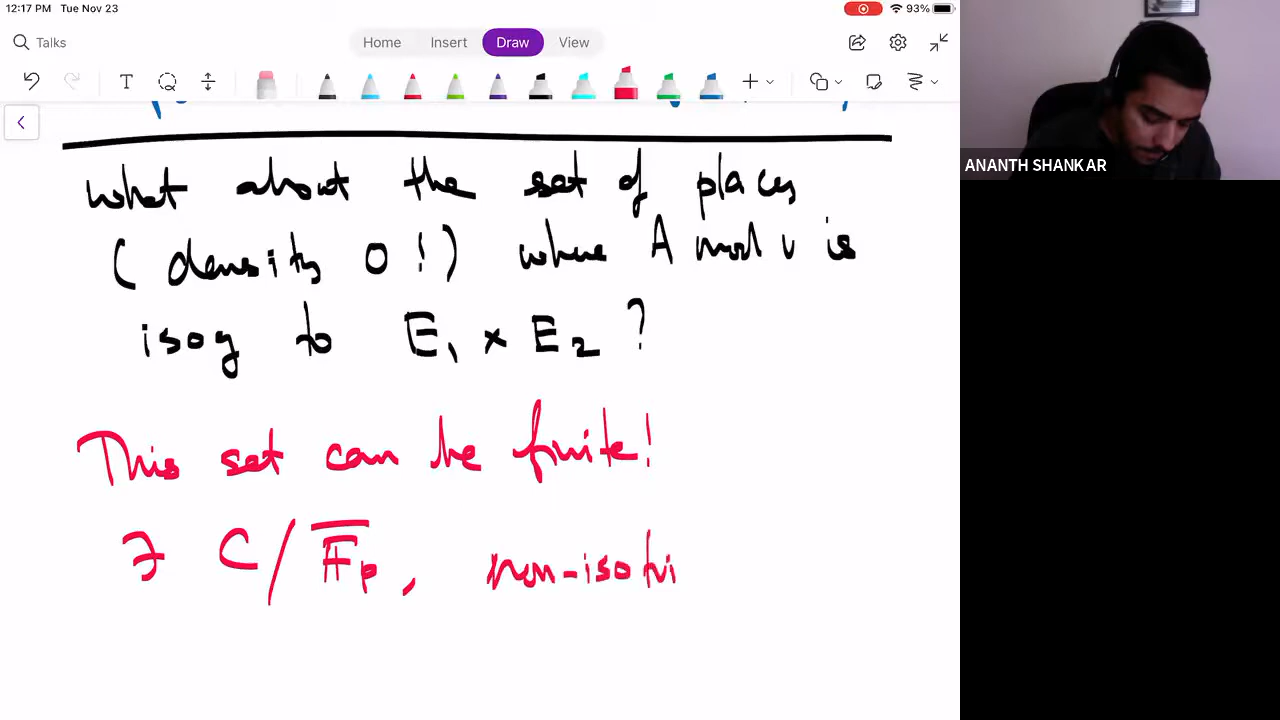 12:17 PM Tue Nov 23
93%
Talks
Home Insert Draw View
T
ANANTH SHANKAR
what about the set of places
(density 0!) where A mod v is
isog to E₁ × E₂ ?
This set can be finite!
∃ C/F̅p, non-isotri